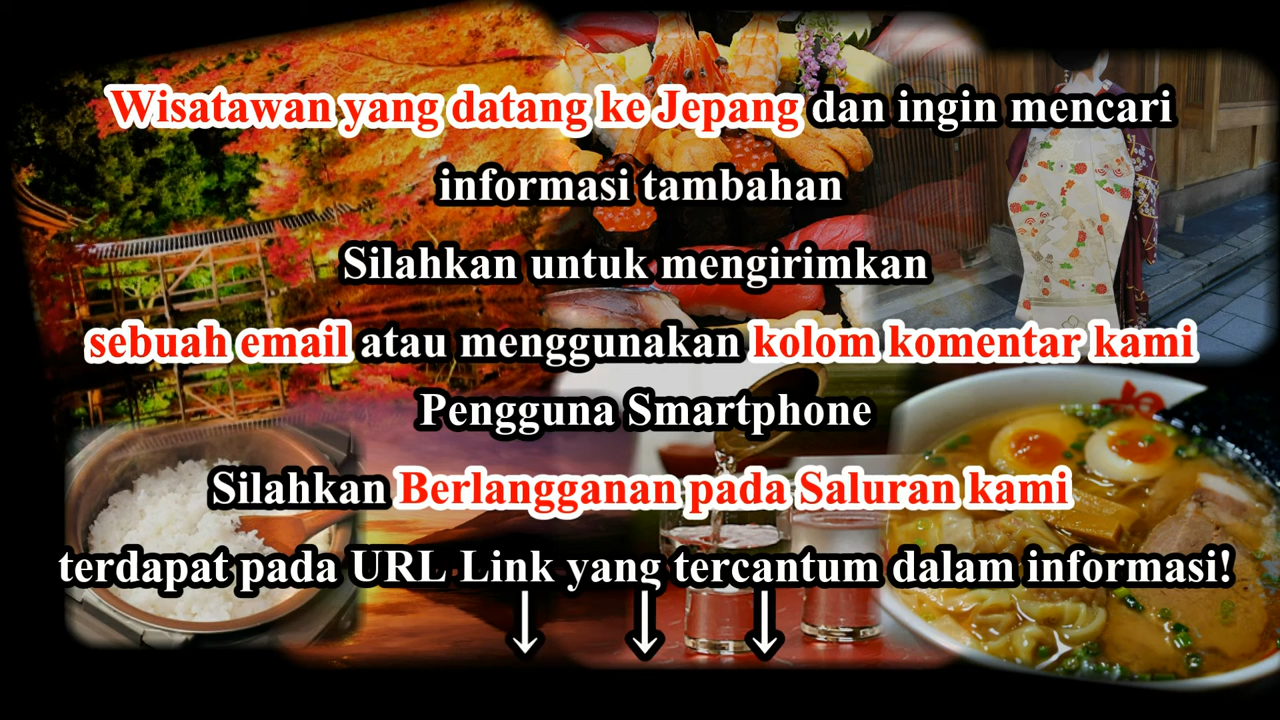 Wisatawan yang datang ke Jepang dan ingin mencari
informasi tambahan
Silahkan untuk mengirimkan
sebuah email atau menggunakan kolom komentar kami
Pengguna Smartphone
Silahkan Berlangganan pada Saluran kami
terdapat pada URL Link yang tercantum dalam informasi!
↓ ↓ ↓